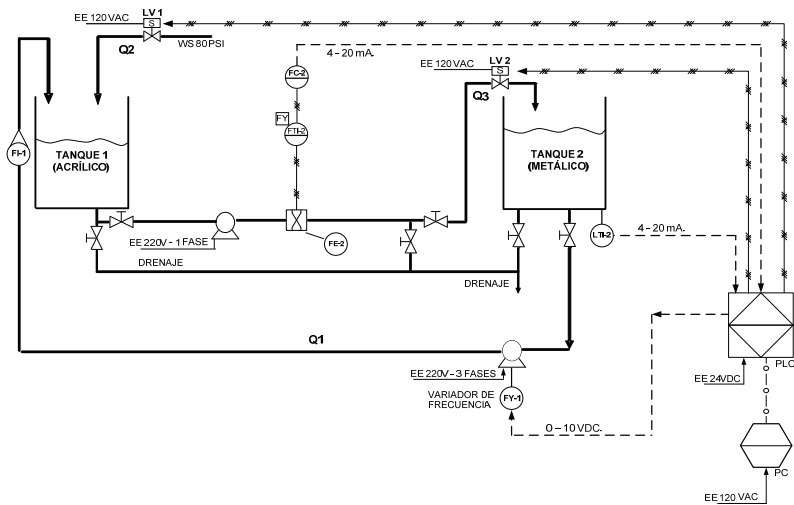 EE 120 VAC
LV 1
S
Q2
WS 80 PSI
4 - 20 mA.
FC-2
FY
FTI-2
EE 120 VAC
LV 2
S
Q3
FI-1
TANQUE 1
(ACRÍLICO)
TANQUE 2
(METÁLICO)
EE 220V - 1 FASE
FE-2
LTI-2
4 - 20 mA.
DRENAJE
DRENAJE
Q1
PLC
EE 24VDC
EE 220V - 3 FASES
VARIADOR DE
FRECUENCIA
FY-1
0 - 10 VDC.
PC
EE 120 VAC